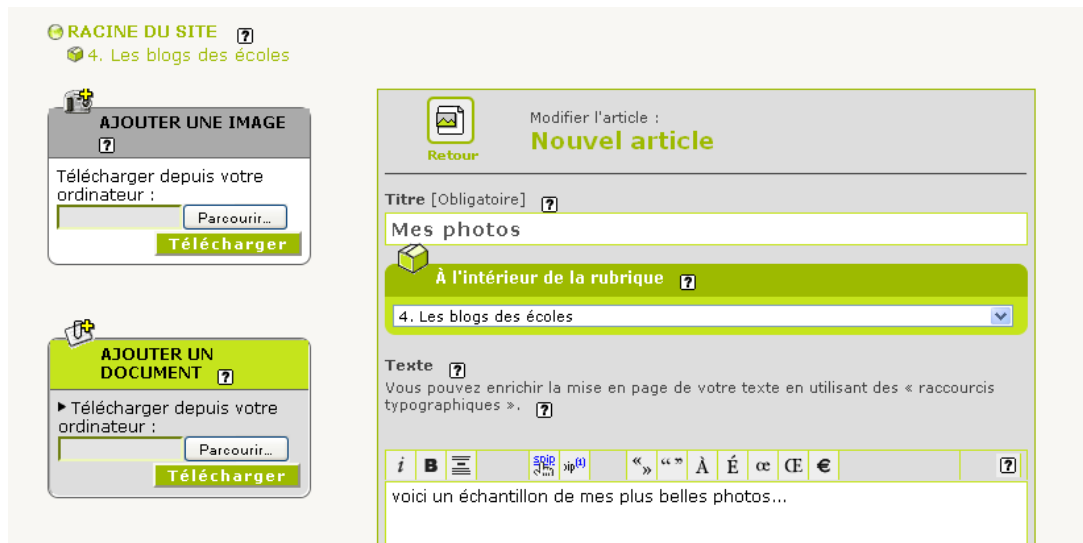 RACINE DU SITE ?
4. Les blogs des écoles
AJOUTER UNE IMAGE
?
Télécharger depuis votre
ordinateur :
Parcourir...
Télécharger
AJOUTER UN
DOCUMENT ?
Télécharger depuis votre
ordinateur :
Parcourir...
Télécharger
Retour
Modifier l'article :
Nouvel article
Titre [Obligatoire] ?
Mes photos
À l'intérieur de la rubrique ?
4. Les blogs des écoles
Texte ?
Vous pouvez enrichir la mise en page de votre texte en utilisant des « raccourcis
typographiques ». ?
i B « » “ ” À É œ Œ € ?
voici un échantillon de mes plus belles photos...